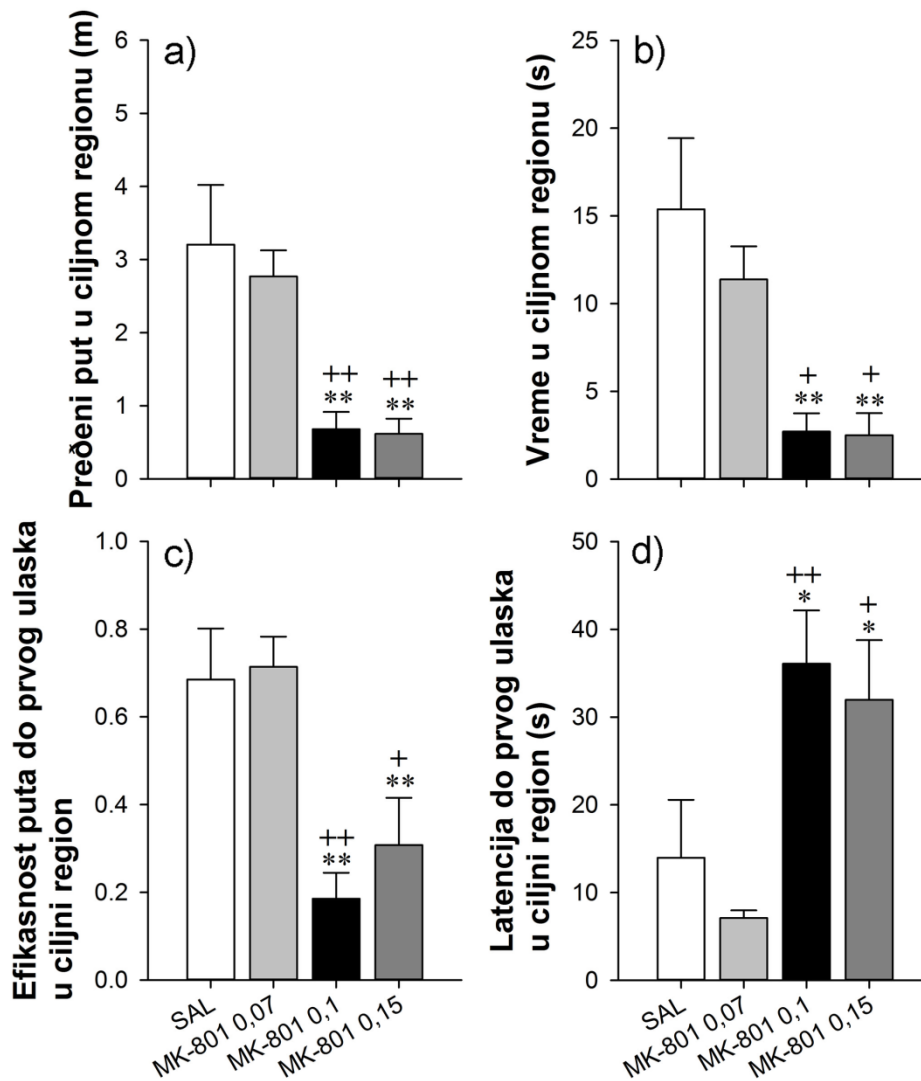 a)
Preðeni put u ciljnom regionu (m)
6
5
4
3
2
1
0
++
**
++
**
b)
Vreme u ciljnom regionu (s)
25
20
15
10
5
0
+
**
+
**
c)
Efikasnost puta do prvog ulaska
u ciljni region
1.0
0.8
0.6
0.4
0.2
0.0
++
**
+
**
SAL
MK-801 0,07
MK-801 0,1
MK-801 0,15
d)
Latencija do prvog ulaska
u ciljni region (s)
50
40
30
20
10
0
++
*
+
*
SAL
MK-801 0,07
MK-801 0,1
MK-801 0,15